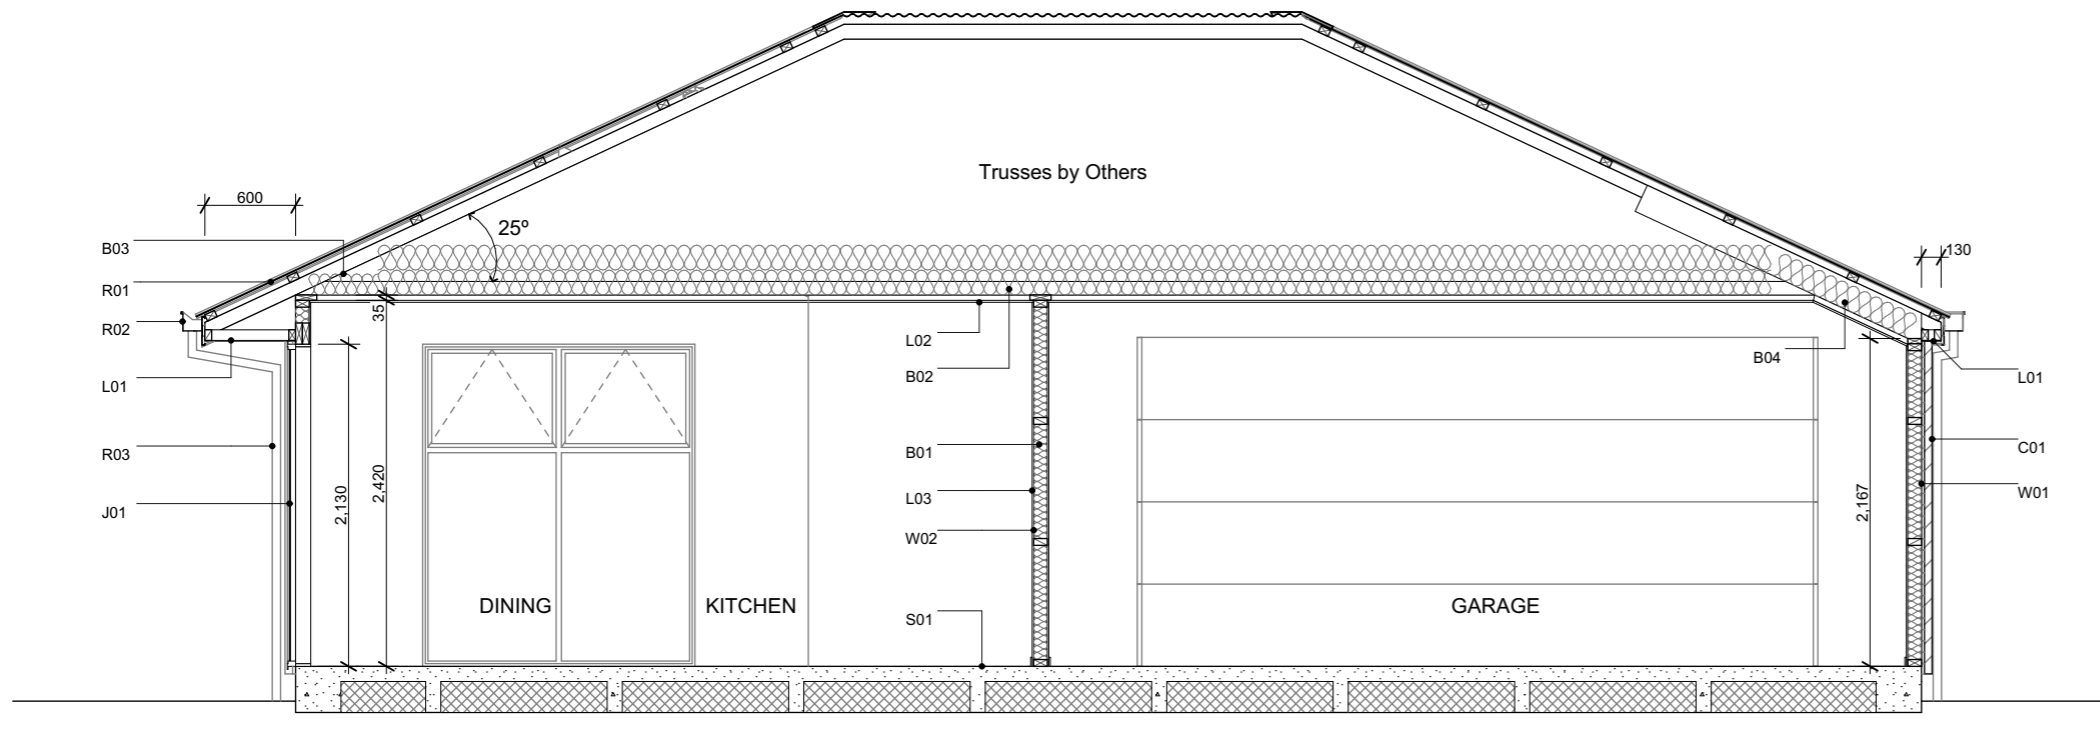 Trusses by Others
600
25º
B03
130
R01
35
R02
L02
B04
L01
B02
L01
R03
B01
C01
2,130
2,420
L03
2,167
W01
J01
W02
DINING
KITCHEN
GARAGE
S01